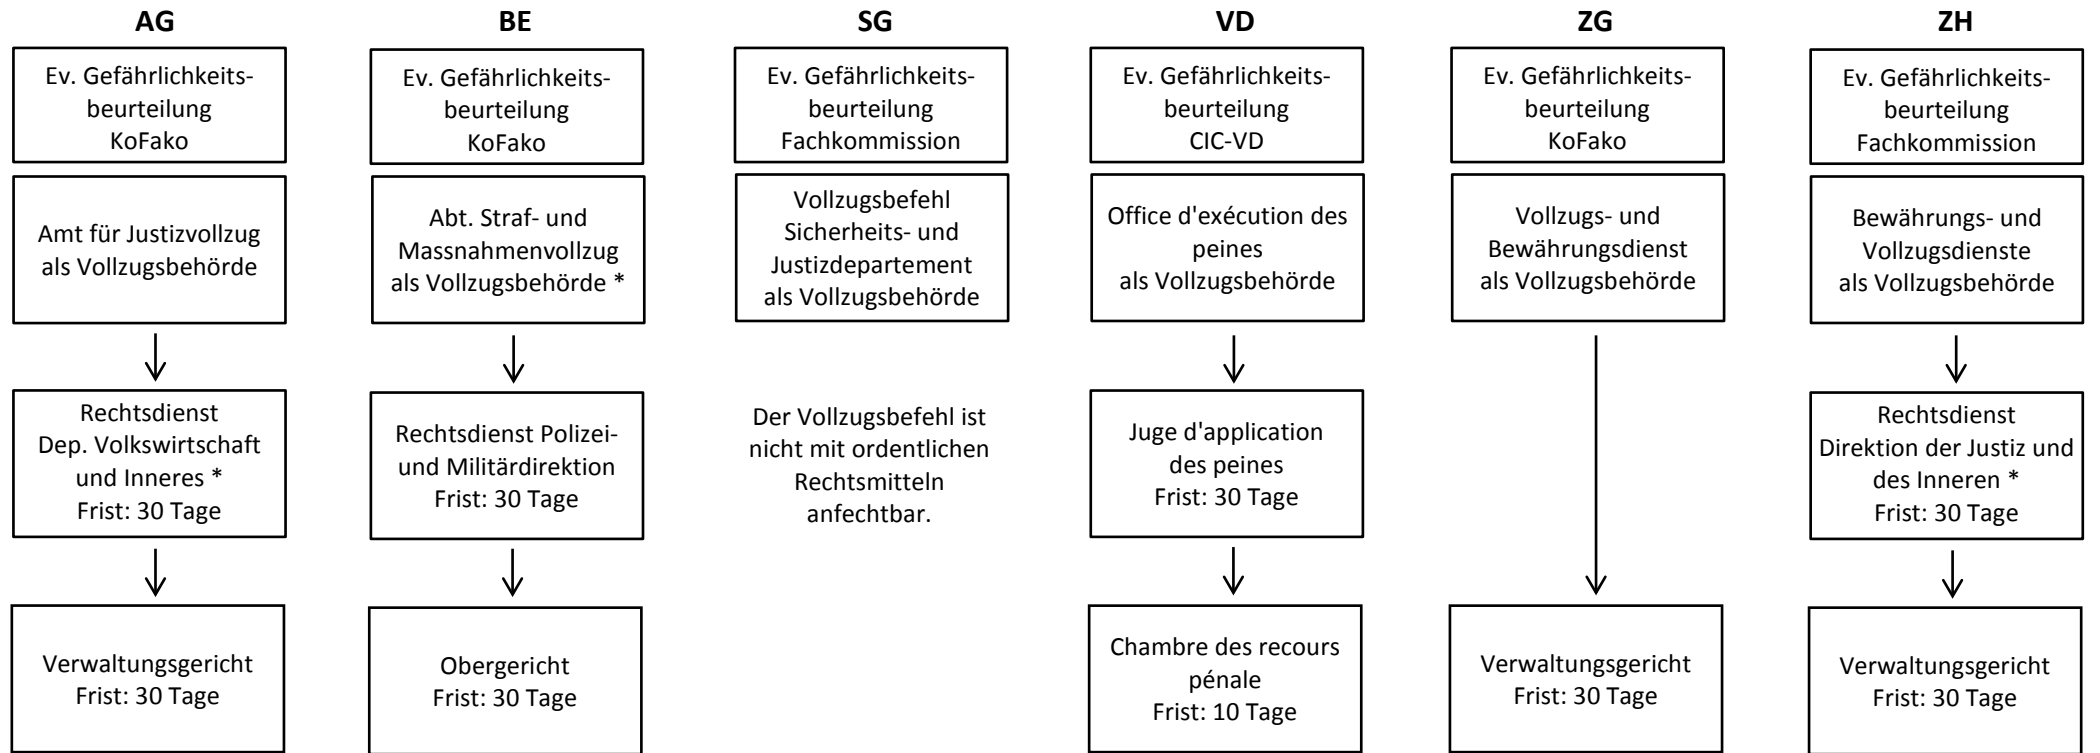 AG
Ev. Gefährlichkeits-
beurteilung
KoFako
Amt für Justizvollzug
als Vollzugsbehörde
Rechtsdienst
Dep. Volkswirtschaft
und Inneres *
Frist: 30 Tage
Verwaltungsgericht
Frist: 30 Tage
BE
Ev. Gefährlichkeits-
beurteilung
KoFako
Abt. Straf- und
Massnahmenvollzug
als Vollzugsbehörde *
Rechtsdienst Polizei-
und Militärdirektion
Frist: 30 Tage
Obergericht
Frist: 30 Tage
SG
Ev. Gefährlichkeits-
beurteilung
Fachkommission
Vollzugsbefehl
Sicherheits- und
Justizdepartement
als Vollzugsbehörde
Der Vollzugsbefehl ist
nicht mit ordentlichen
Rechtsmitteln
anfechtbar.
VD
Ev. Gefährlichkeits-
beurteilung
CIC-VD
Office d'exécution des
peines
als Vollzugsbehörde
Juge d'application
des peines
Frist: 30 Tage
Chambre des recours
pénale
Frist: 10 Tage
ZG
Ev. Gefährlichkeits-
beurteilung
KoFako
Vollzugs- und
Bewährungsdienst
als Vollzugsbehörde
Verwaltungsgericht
Frist: 30 Tage
ZH
Ev. Gefährlichkeits-
beurteilung
Fachkommission
Bewährungs- und
Vollzugsdienste
als Vollzugsbehörde
Rechtsdienst
Direktion der Justiz und
des Inneren *
Frist: 30 Tage
Verwaltungsgericht
Frist: 30 Tage